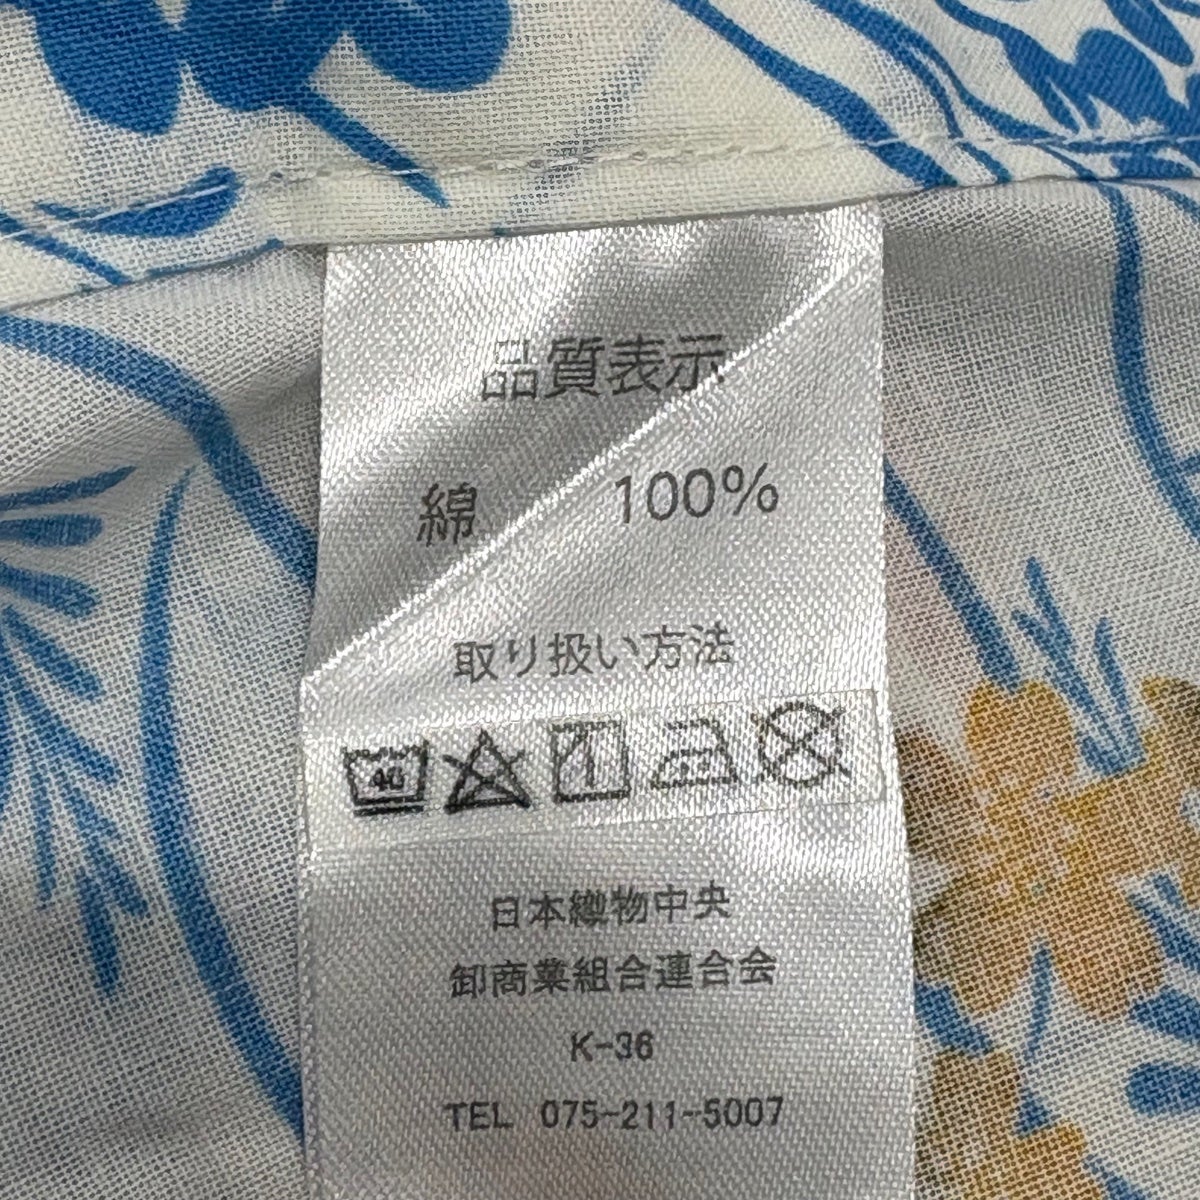 品質表示
綿 100%
取り扱い方法
40
日本織物中央
卸商業組合連合会
K-36
TEL 075-211-5007